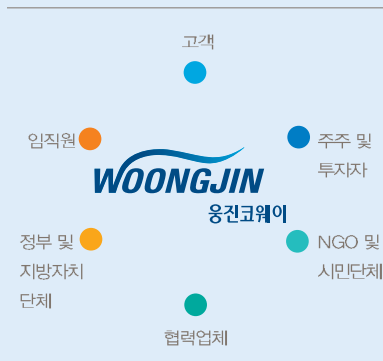 고객
임직원
주주 및
투자자
WOONGJIN
웅진코웨이
정부 및
지방자치
단체
NGO 및
시민단체
협력업체